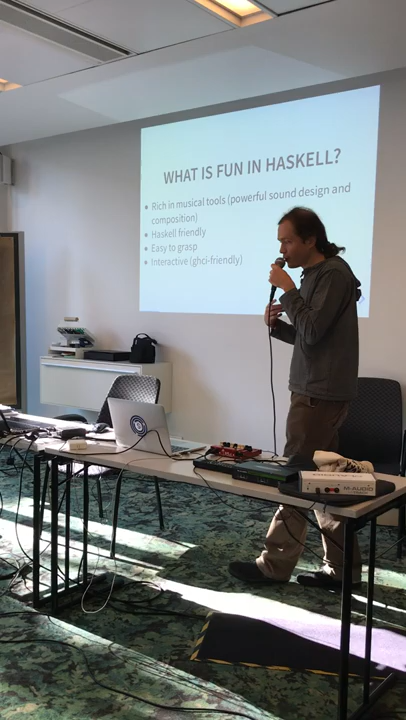 WHAT IS FUN IN HASKELL?
Rich in musical tools (powerful sound design and
composition)
Haskell friendly
Easy to grasp
Interactive (ghci-friendly)
M-AUDIO